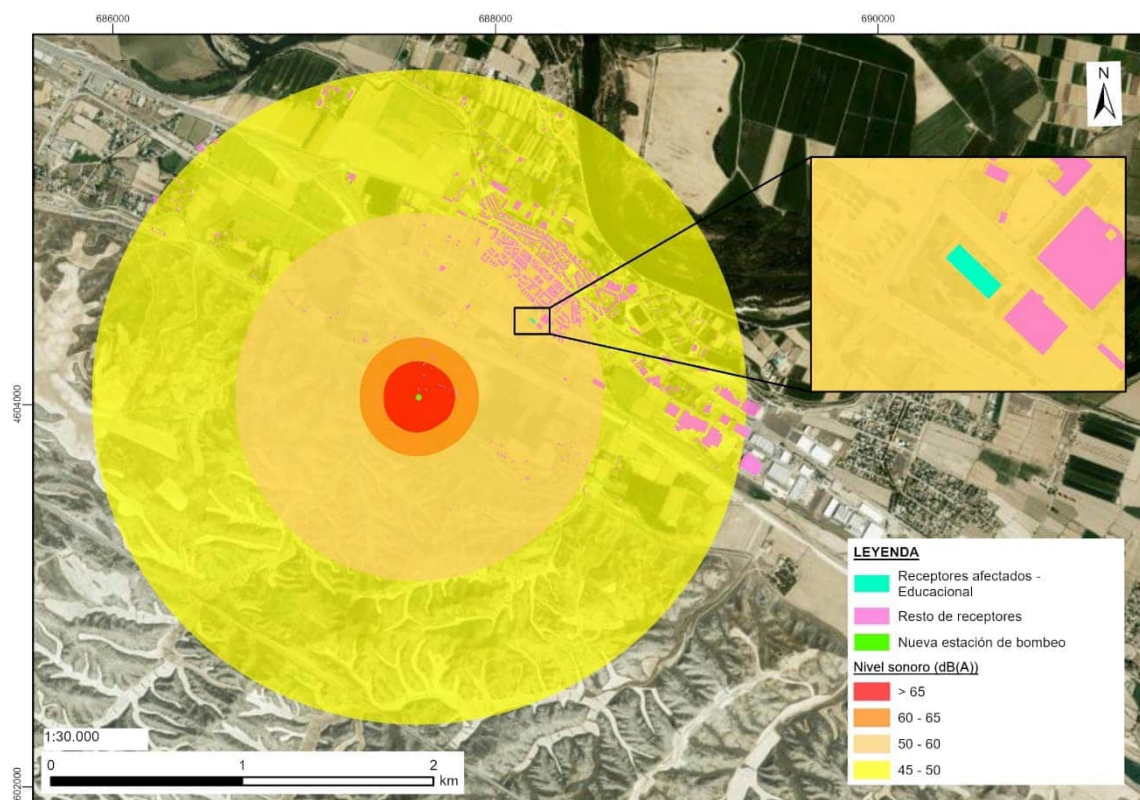 686000
688000
690000
N
4604000
LEYENDA
Receptores afectados -
Educacional
Resto de receptores
Nueva estación de bombeo
Nivel sonoro (dB(A))
> 65
60 - 65
50 - 60
45 - 50
1:30.000
0 1 2
km
602000